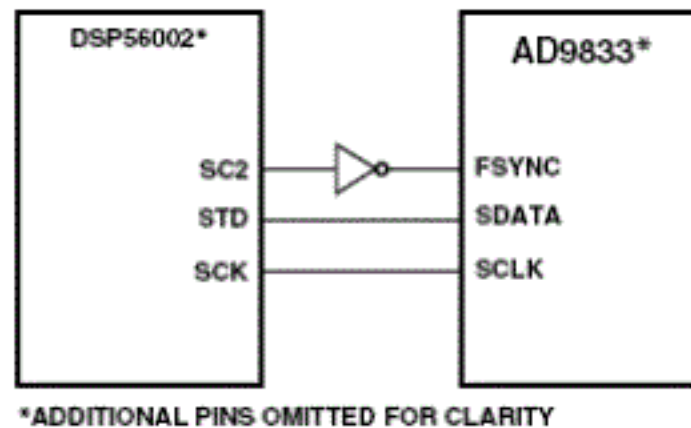 DSP56002*
AD9833*
SC2
FSYNC
STD
SDATA
SCK
SCLK
*ADDITIONAL PINS OMITTED FOR CLARITY